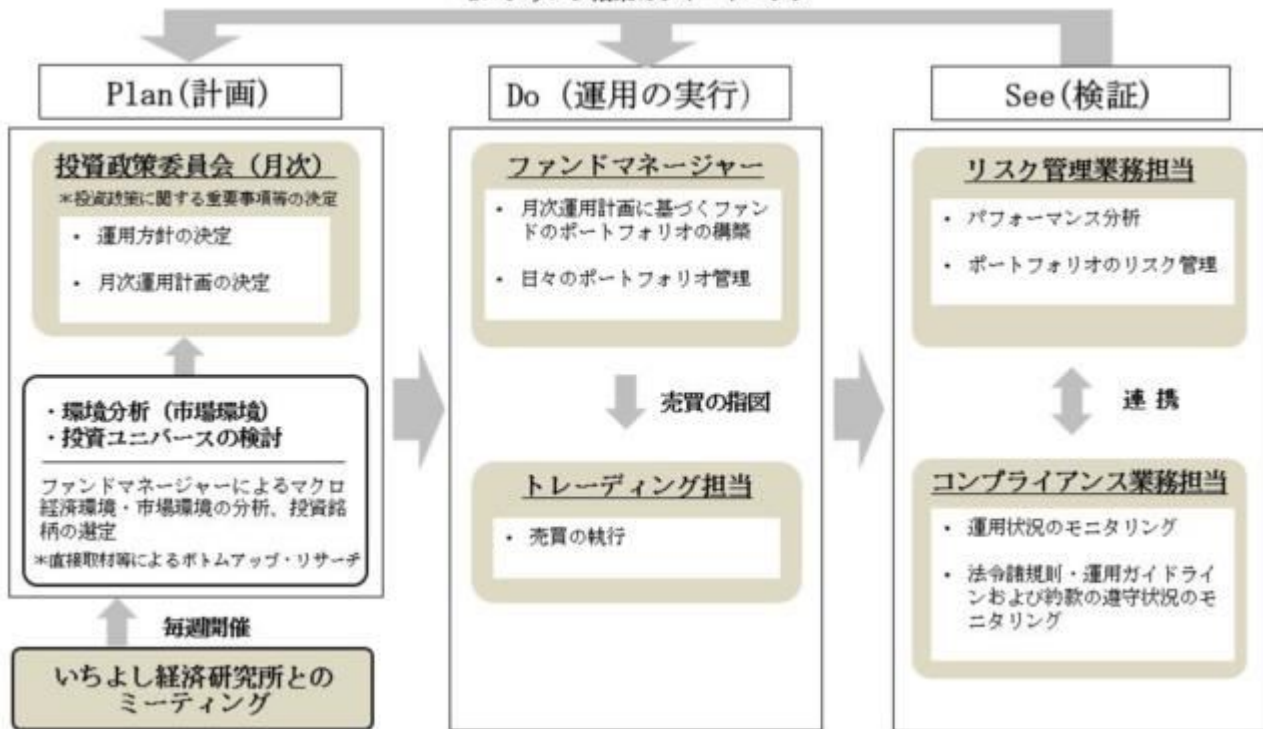 Plan(計画)
投資政策委員会（月次）
＊投資政策に関する重要事項等の決定
・ 運用方針の決定
・ 月次運用計画の決定
・環境分析（市場環境）
・投資ユニバースの検討
ファンドマネージャーによるマクロ
経済環境・市場環境の分析、投資銘
柄の選定
＊直接取材等によるボトムアップ・リサーチ
毎週開催
いちよし経済研究所との
ミーティング
Do (運用の実行)
ファンドマネージャー
・ 月次運用計画に基づくファン
ドのポートフォリオの構築
・ 日々のポートフォリオ管理
売買の指図
トレーディング担当
・ 売買の執行
See(検証)
リスク管理業務担当
・ パフォーマンス分析
・ ポートフォリオのリスク管理
連 携
コンプライアンス業務担当
・ 運用状況のモニタリング
・ 法令諸規則・運用ガイドライ
ンおよび約款の遵守状況のモ
ニタリング